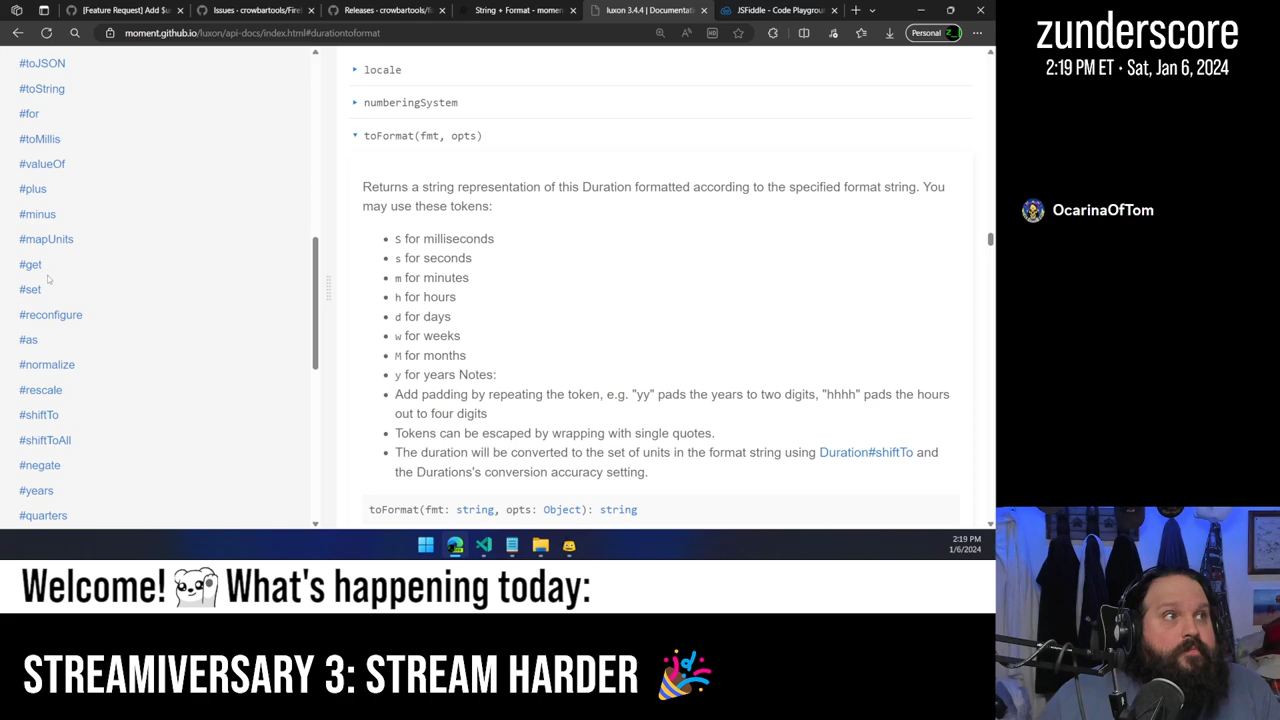 [Feature Request] Add $u
Issues · crowbartools/Fire
Releases · crowbartools/fi
String + Format - momen
luxon 3.4.4 | Documentati
JSFiddle - Code Playgroun
moment.github.io/luxon/api-docs/index.html#durationtoformat
Personal
#toJSON
#toString
#for
#toMillis
#valueOf
#plus
#minus
#mapUnits
#get
#set
#reconfigure
#as
#normalize
#rescale
#shiftTo
#shiftToAll
#negate
#years
#quarters
locale
numberingSystem
toFormat(fmt, opts)
Returns a string representation of this Duration formatted according to the specified format string. You
may use these tokens:
S for milliseconds
s for seconds
m for minutes
h for hours
d for days
w for weeks
M for months
y for years Notes:
Add padding by repeating the token, e.g. "yy" pads the years to two digits, "hhhh" pads the hours
out to four digits
Tokens can be escaped by wrapping with single quotes.
The duration will be converted to the set of units in the format string using Duration#shiftTo and
the Durations's conversion accuracy setting.
toFormat(fmt: string, opts: Object): string
2:19 PM
1/6/2024
zunderscore
2:19 PM ET • Sat, Jan 6, 2024
OcarinaOfTom
Welcome! What's happening today:
STREAMIVERSARY 3: STREAM HARDER